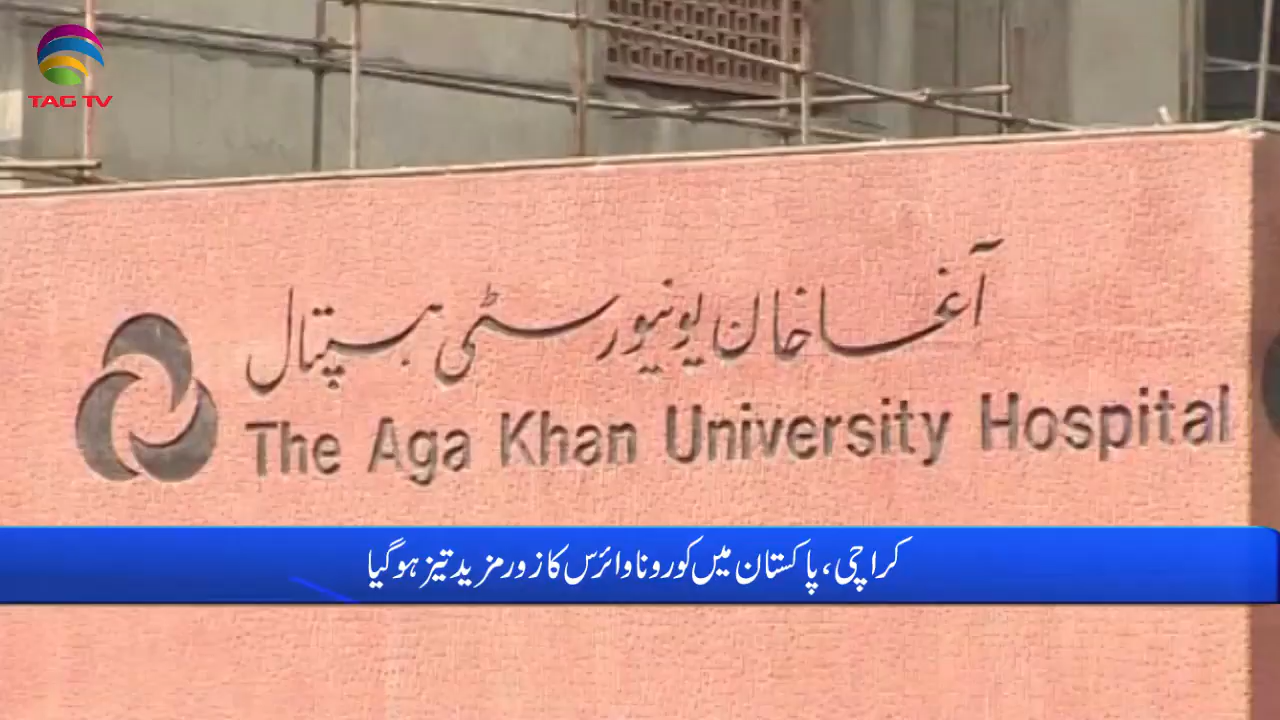 TAG TV
آغا خان یونیورسٹی ہسپتال
The Aga Khan University Hospital
کراچی، پاکستان میں کورونا وائرس کا زور مزید تیز ہوگیا